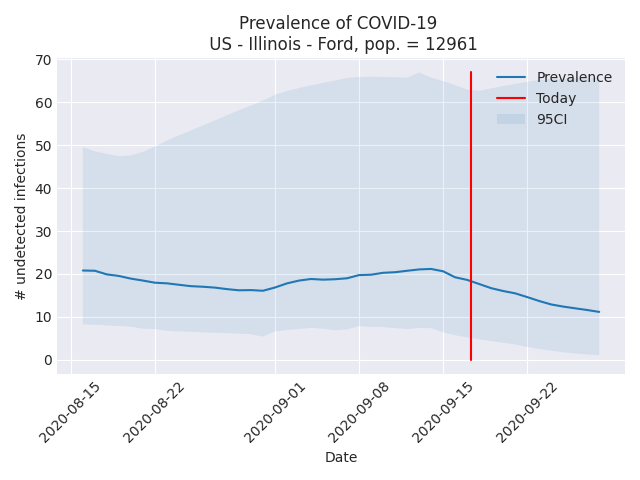 Prevalence of COVID-19
US - Illinois - Ford, pop. = 12961
70
60
50
40
30
20
10
0
# undetected infections
Prevalence
Today
95CI
2020-08-15
2020-08-22
2020-09-01
2020-09-08
2020-09-15
2020-09-22
Date